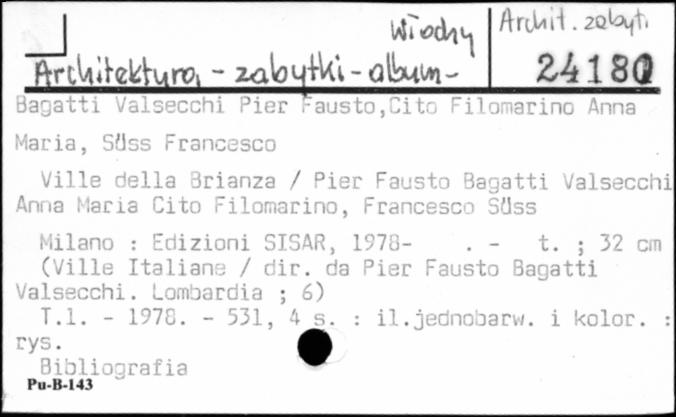 Włochy
Archit. zabyt.
Architektura - zabytki - album -
24180
Bagatti Valsecchi Pier Fausto,Cito Filomarino Anna
Maria, Süss Francesco
Ville della Brianza / Pier Fausto Bagatti Valsecchi
Anna Maria Cito Filomarino, Francesco Süss
Milano : Edizioni SISAR, 1978- . - t. ; 32 cm
(Ville Italiane / dir. da Pier Fausto Bagatti
Valsecchi. Lombardia ; 6)
T.1. - 1978. - 531, 4 s. : il.jednobarw. i kolor. :
rys.
Bibliografia
Pu-B-143